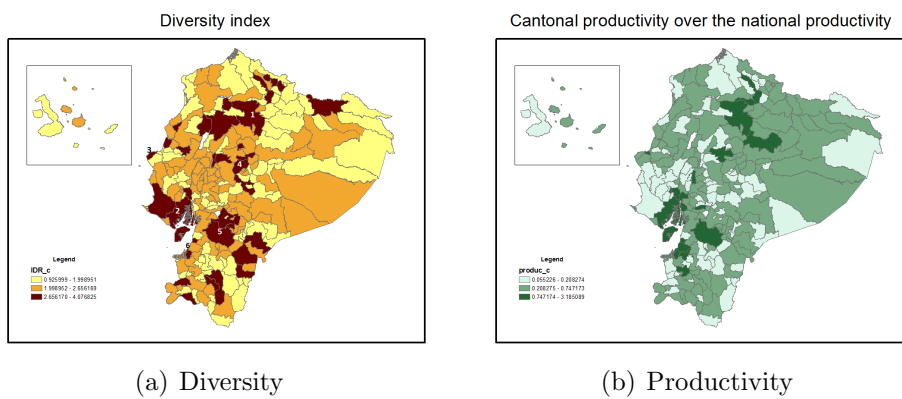 Diversity index
3
1
4
2
5
6
Legend
IDR_c
0.925999 - 1.998951
1.998952 - 2.656169
2.656170 - 4.076825
(a) Diversity
Cantonal productivity over the national productivity
Legend
produc_c
0.055226 - 0.208274
0.208275 - 0.747173
0.747174 - 3.185089
(b) Productivity